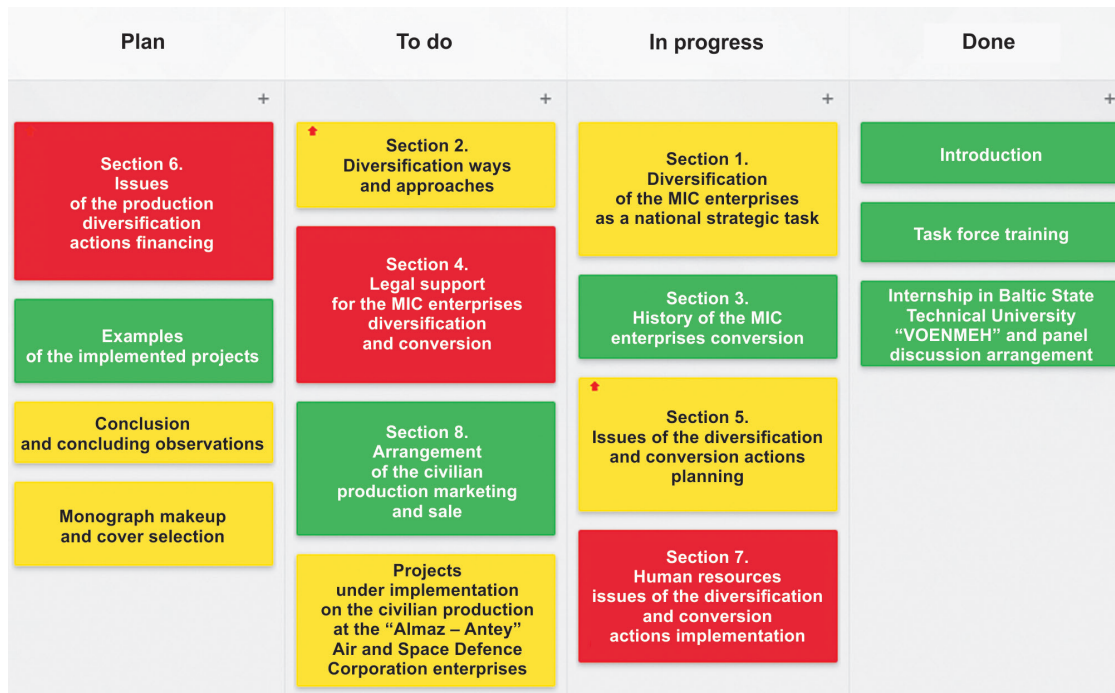 Plan
To do
In progress
Done
+
+
+
+
Section 6.
Issues
of the production
diversification
actions financing
Examples
of the implemented projects
Conclusion
and concluding observations
Monograph makeup
and cover selection
Section 2.
Diversification ways
and approaches
Section 4.
Legal support
for the MIC enterprises
diversification
and conversion
Section 8.
Arrangement
of the civilian
production marketing
and sale
Projects
under implementation
on the civilian production
at the “Almaz – Antey”
Air and Space Defence
Corporation enterprises
Section 1.
Diversification
of the MIC enterprises
as a national strategic task
Section 3.
History of the MIC
enterprises conversion
Section 5.
Issues of the diversification
and conversion actions
planning
Section 7.
Human resources
issues of the diversification
and conversion
actions implementation
Introduction
Task force training
Internship in Baltic State
Technical University
“VOENMEH” and panel
discussion arrangement